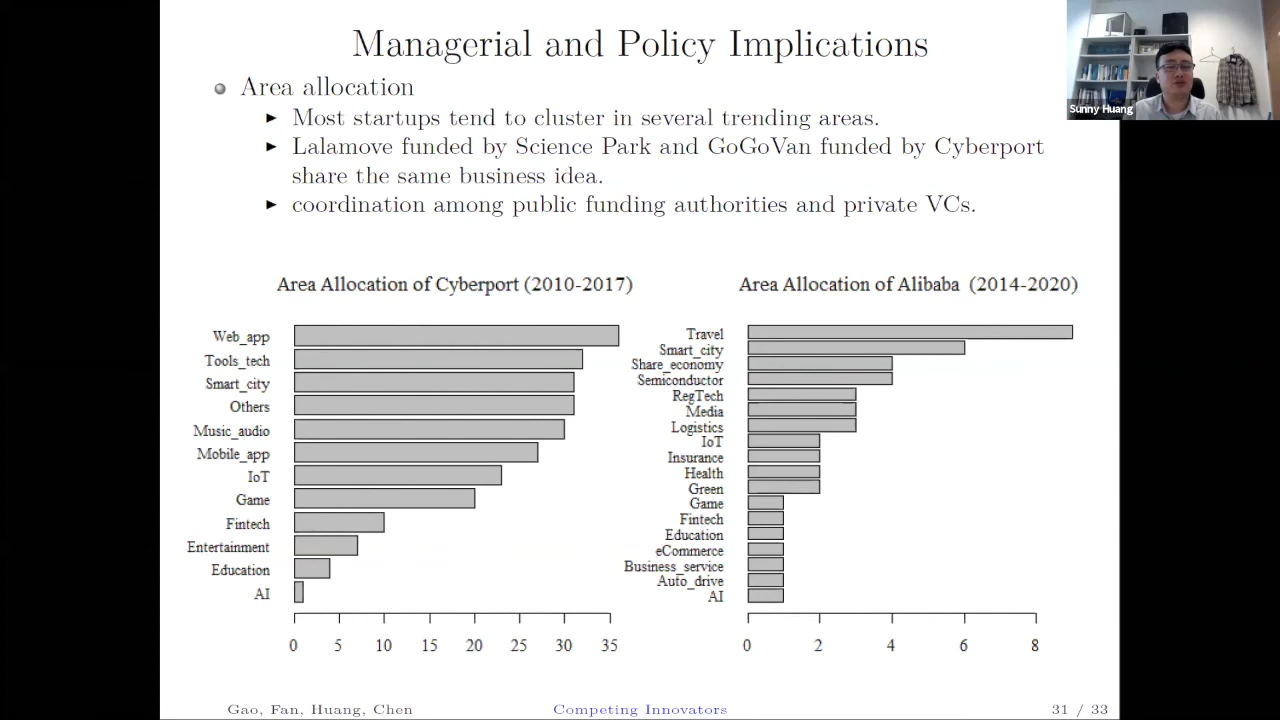 Managerial and Policy Implications
Area allocation
Most startups tend to cluster in several trending areas.
Lalamove funded by Science Park and GoGoVan funded by Cyberport
share the same business idea.
coordination among public funding authorities and private VCs.
Sunny Huang
Area Allocation of Cyberport (2010-2017)
Web_app
Tools_tech
Smart_city
Others
Music_audio
Mobile_app
IoT
Game
Fintech
Entertainment
Education
AI
0 5 10 15 20 25 30 35
Area Allocation of Alibaba (2014-2020)
Travel
Smart_city
Share_economy
Semiconductor
RegTech
Media
Logistics
IoT
Insurance
Health
Green
Game
Fintech
Education
eCommerce
Business_service
Auto_drive
AI
0 2 4 6 8
Gao, Fan, Huang, Chen
Competing Innovators
31 / 33